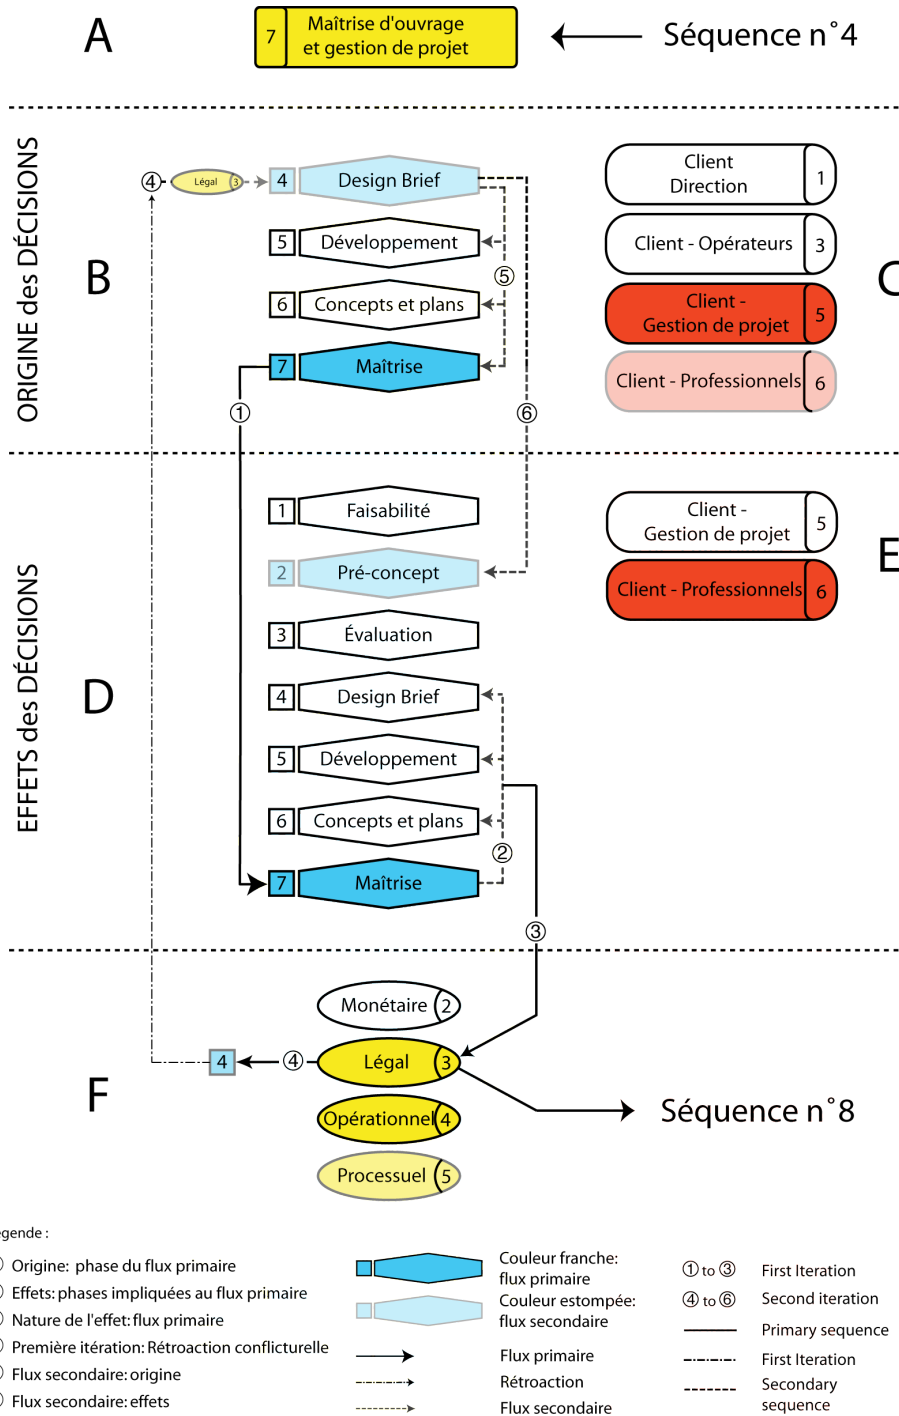 A
7
Maîtrise d'ouvrage
et gestion de projet
Séquence n°4
ORIGINE des DÉCISIONS
B
④
Légal
3
4
Design Brief
5
Développement
⑤
6
Concepts et plans
7
Maîtrise
①
⑥
Client
Direction
1
Client - Opérateurs
3
Client -
Gestion de projet
5
Client - Professionnels
6
C
EFFETS des DÉCISIONS
D
1
Faisabilité
2
Pré-concept
3
Évaluation
4
Design Brief
5
Développement
6
Concepts et plans
②
7
Maîtrise
③
Client -
Gestion de projet
5
Client - Professionnels
6
E
F
Monétaire
2
4
④
Légal
3
Opérationnel
4
Processuel
5
Séquence n°8
égende :
Origine: phase du flux primaire
Effets: phases impliquées au flux primaire
Nature de l'effet: flux primaire
Première itération: Rétroaction conflicturelle
Flux secondaire: origine
Flux secondaire: effets
Couleur franche:
flux primaire
Couleur estompée:
flux secondaire
Flux primaire
Rétroaction
Flux secondaire
① to ③ First Iteration
④ to ⑥ Second iteration
Primary sequence
First Iteration
Secondary
sequence